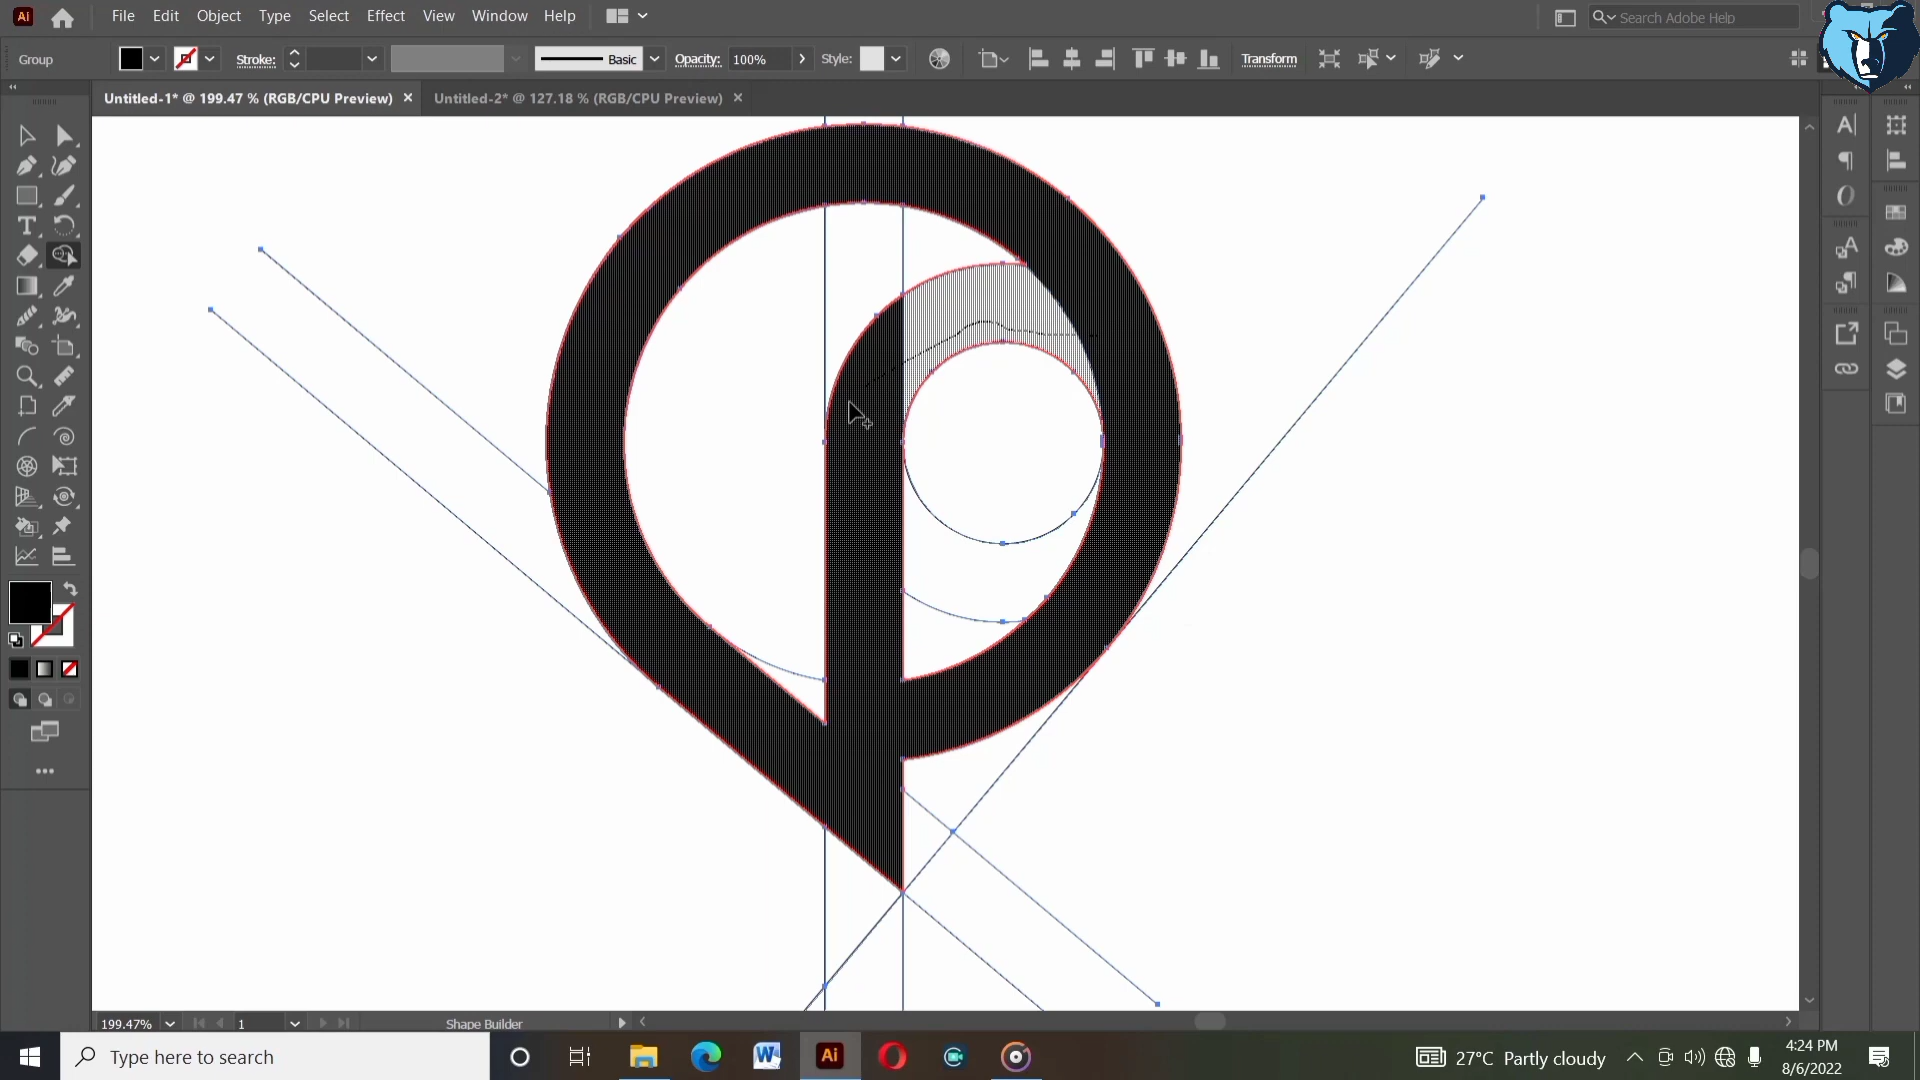 Ai File Edit Object Type Select Effect View Window Help Search Adobe Help
Group Stroke: Basic Opacity: 100% Style: Transform
Untitled-1* @ 199.47 % (RGB/CPU Preview) × Untitled-2* @ 127.18 % (RGB/CPU Preview) ×
199.47% 1 Shape Builder
Type here to search Ai 27°C Partly cloudy 4:24 PM
8/6/2022